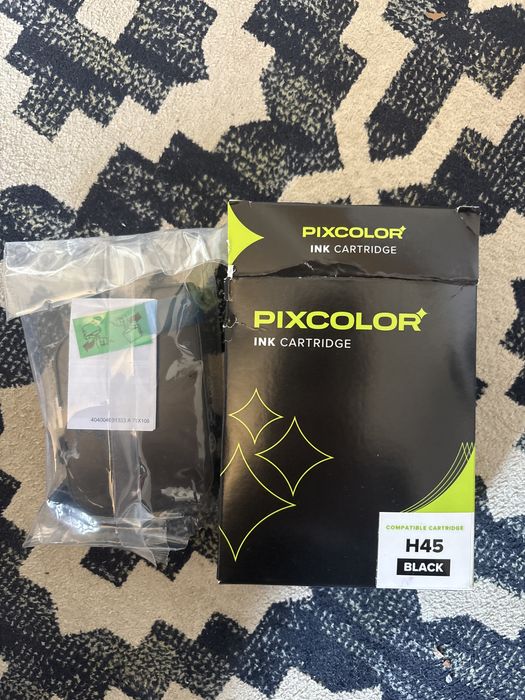 PIXCOLOR
INK CARTRIDGE
PIXCOLOR
INK CARTRIDGE
COMPATIBLE CARTRIDGE
H45
BLACK